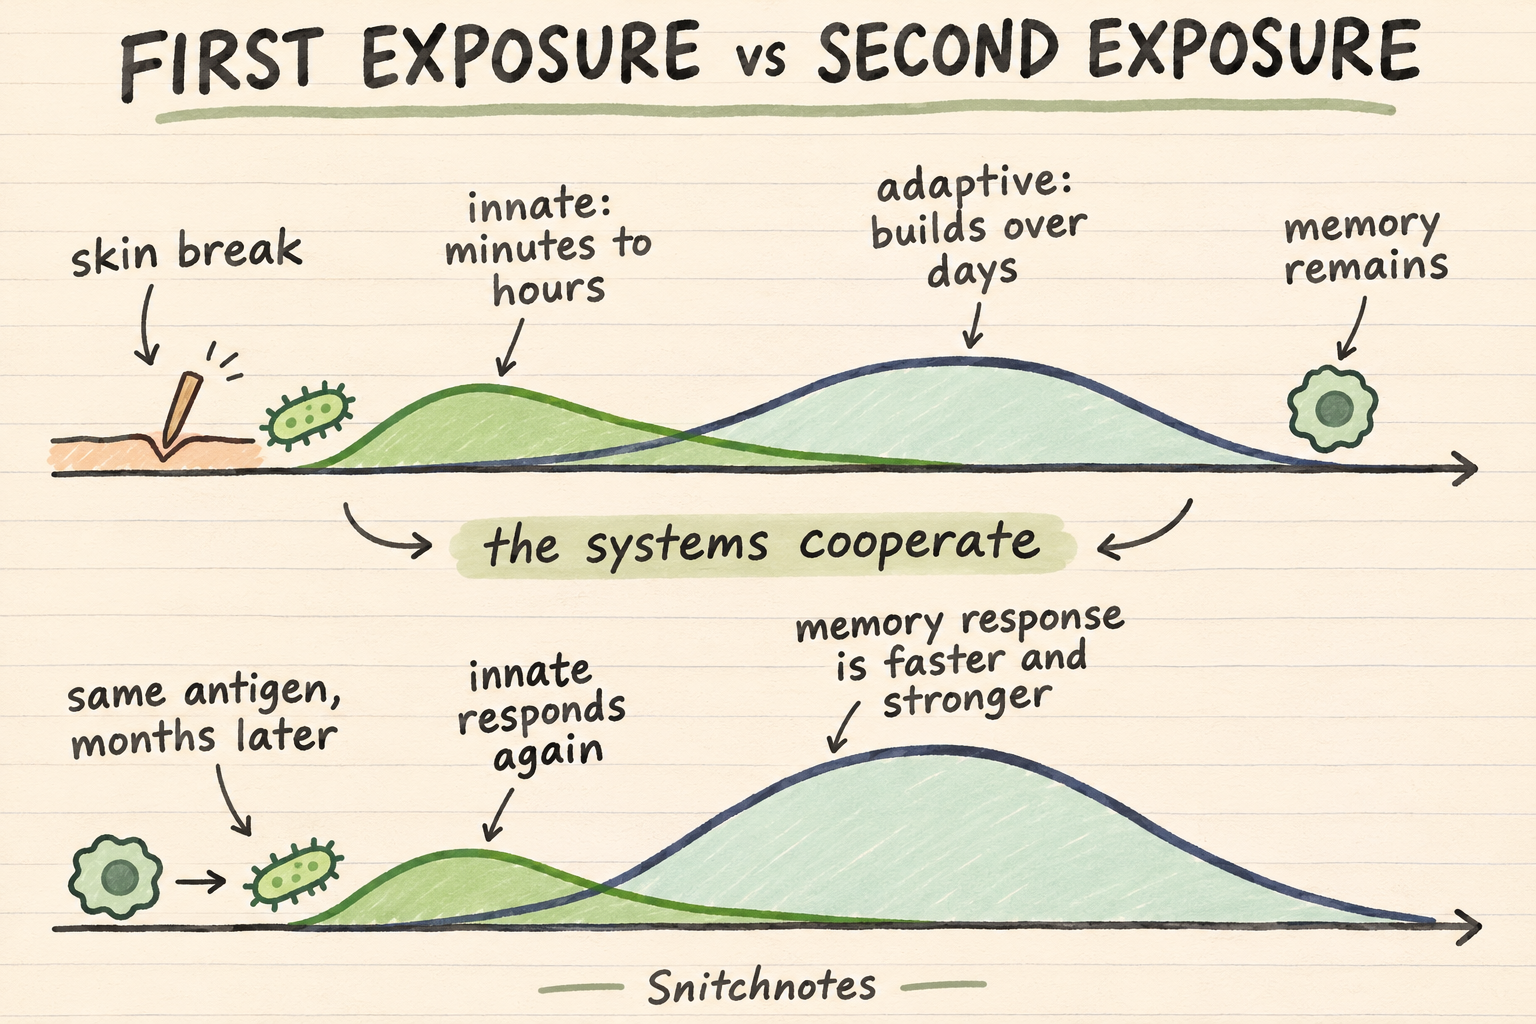 FIRST EXPOSURE vs SECOND EXPOSURE
skin break
innate:
minutes to
hours
adaptive:
builds over
days
memory
remains
the systems cooperate
same antigen,
months later
innate
responds
again
memory response
is faster and
stronger
Snitchnotes